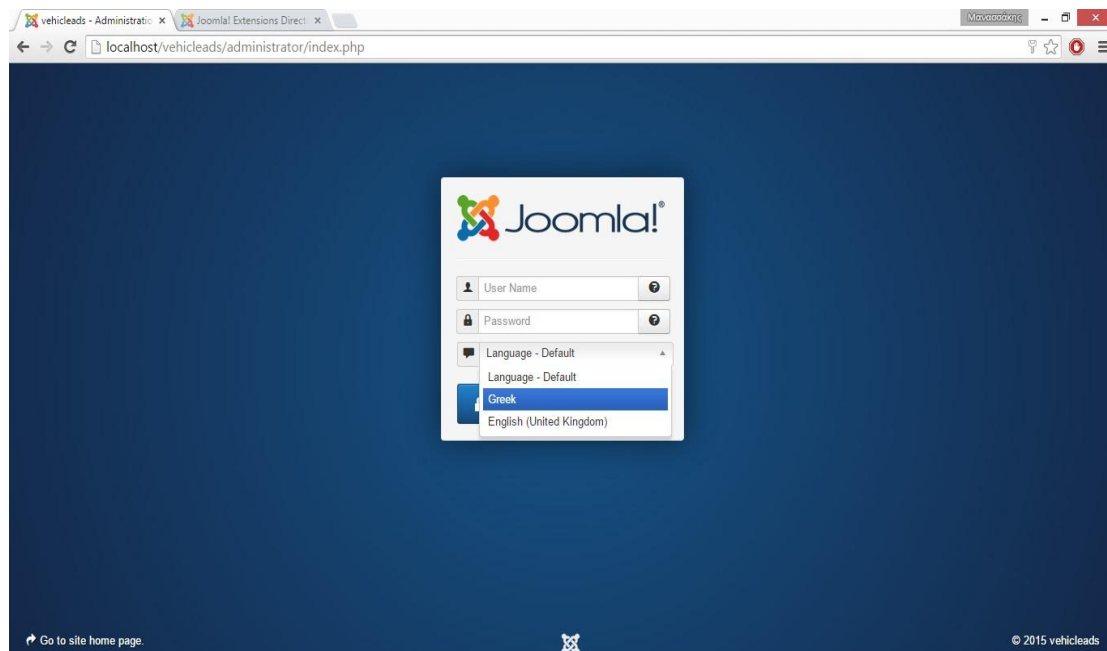 vehicleads - Administratio
Joomla! Extensions Direct
Μανασσάκης
localhost/vehicleads/administrator/index.php
Joomla!®
User Name
Password
Language - Default
Language - Default
Greek
English (United Kingdom)
Go to site home page.
© 2015 vehicleads